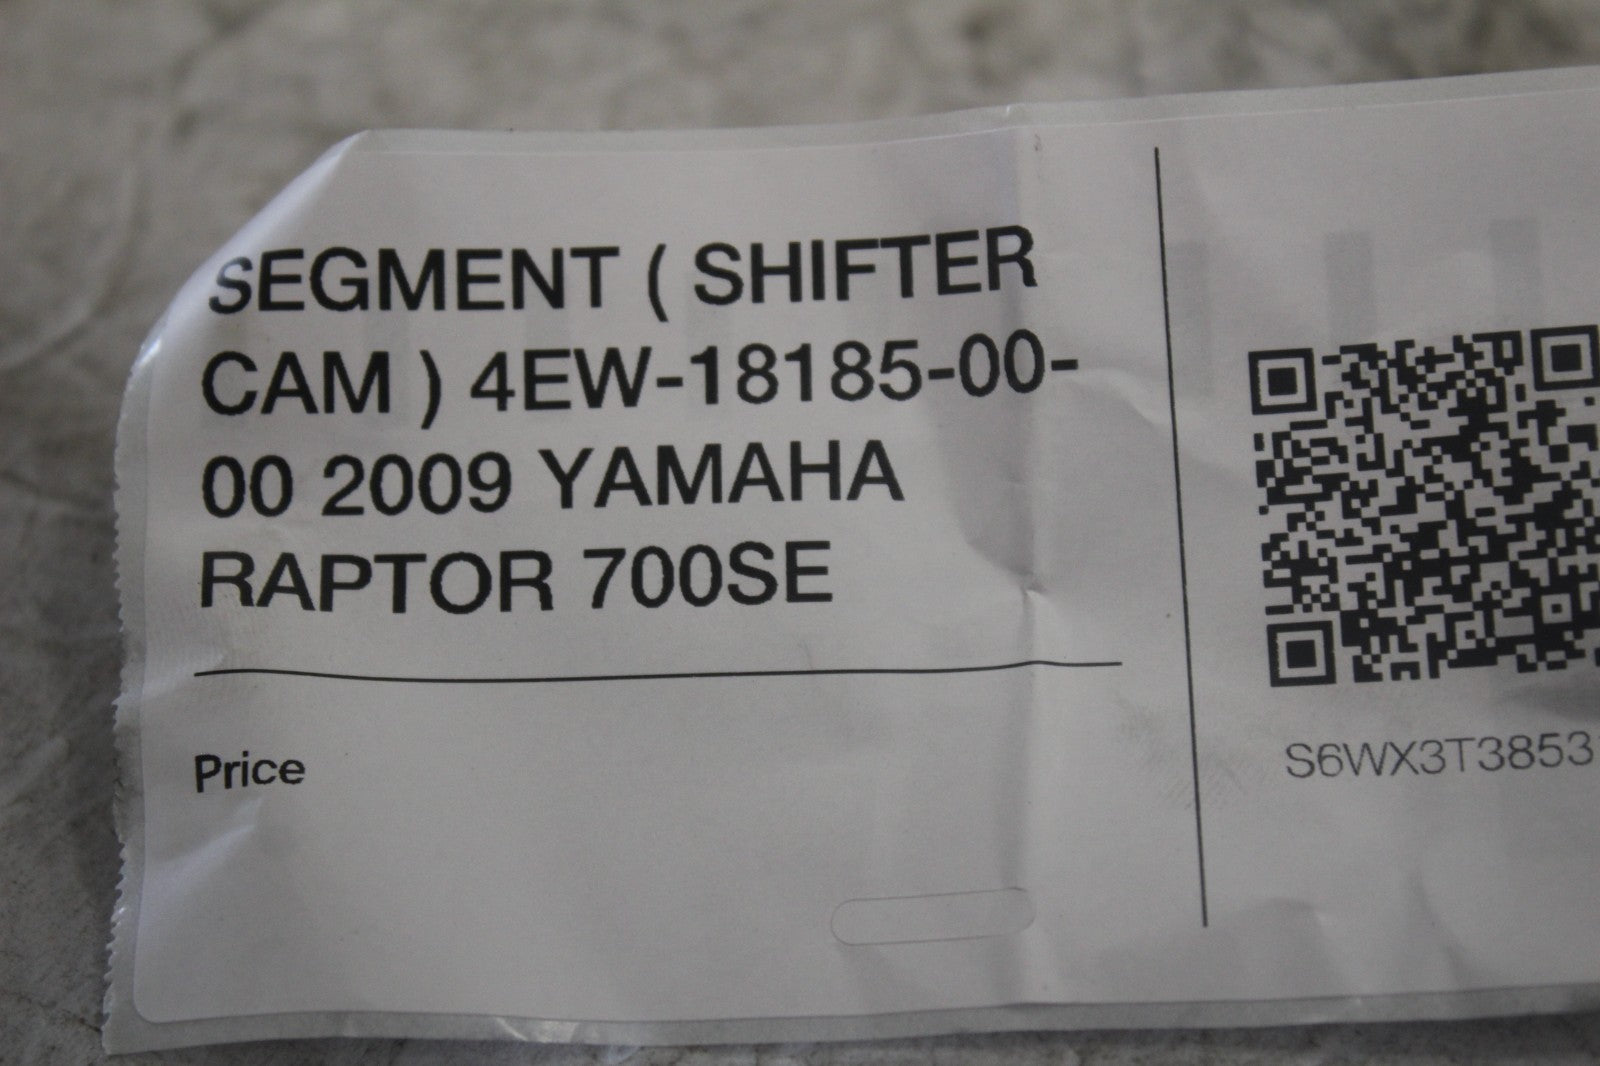 SEGMENT ( SHIFTER
CAM ) 4EW-18185-00-
00 2009 YAMAHA
RAPTOR 700SE
Price
S6WX3T3853